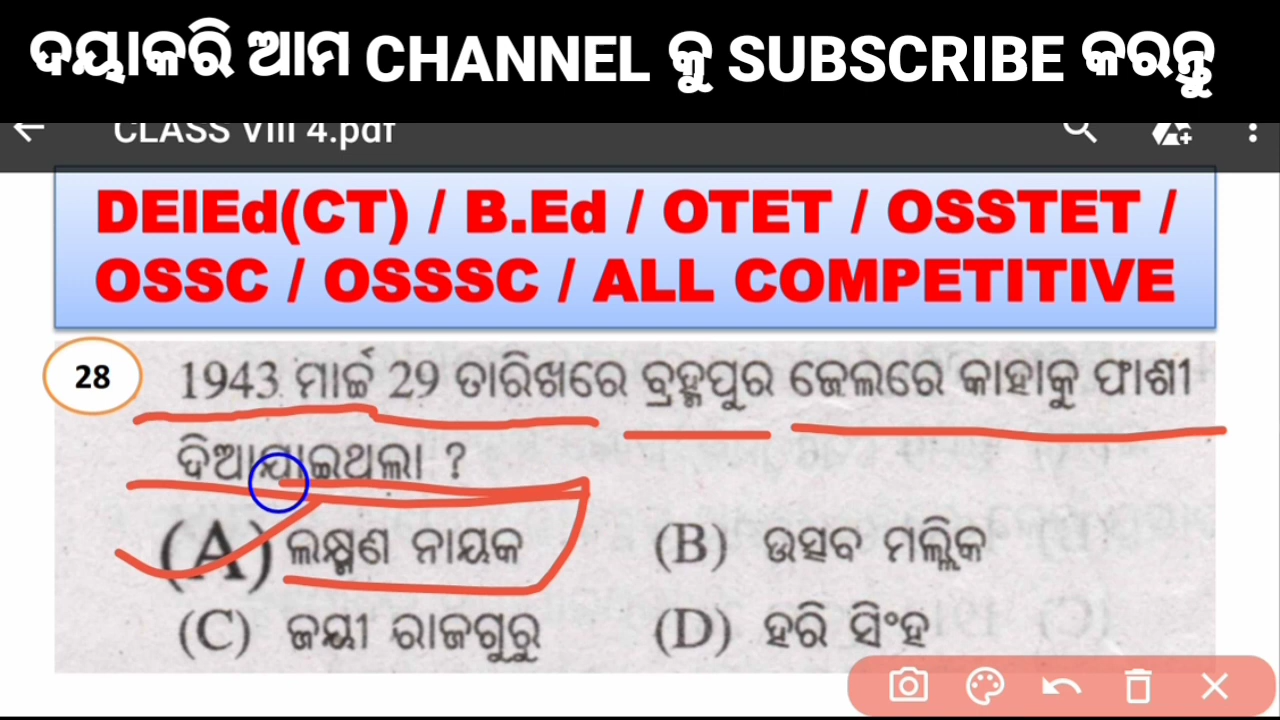 ଦୟାକରି ଆମ CHANNEL କୁ SUBSCRIBE କରନ୍ତୁ
CLASS VIII 4.pdf
DElEd(CT) / B.Ed / OTET / OSSTET /
OSSC / OSSSC / ALL COMPETITIVE
28 1943 ମାର୍ଚ୍ଚ 29 ତାରିଖରେ ବ୍ରହ୍ମପୁର ଜେଲରେ କାହାକୁ ଫାଶୀ
ଦିଆଯାଇଥିଲା ?
(A) ଲକ୍ଷ୍ମଣ ନାୟକ (B) ଉତ୍ସବ ମଲ୍ଲିକ
(C) ଜୟୀ ରାଜଗୁରୁ (D) ହରି ସିଂହ